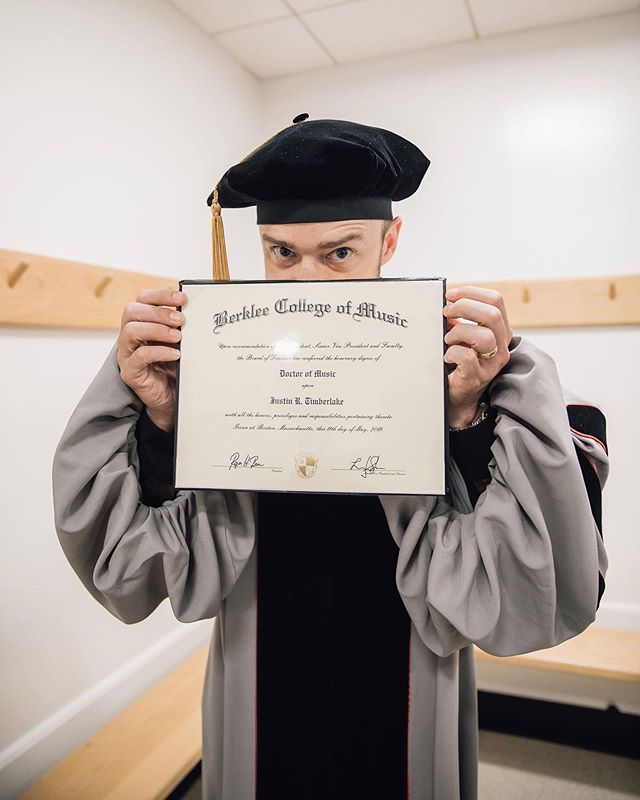 Berklee College of Music
Upon recommendation of President, Senior Vice President and Faculty,
the Board of Trustees has conferred the honorary degree of
Doctor of Music
upon
Justin R. Timberlake
with all the honors, privileges and responsibilities pertaining thereto.
Given at Boston, Massachusetts, this 11th day of May, 2019.